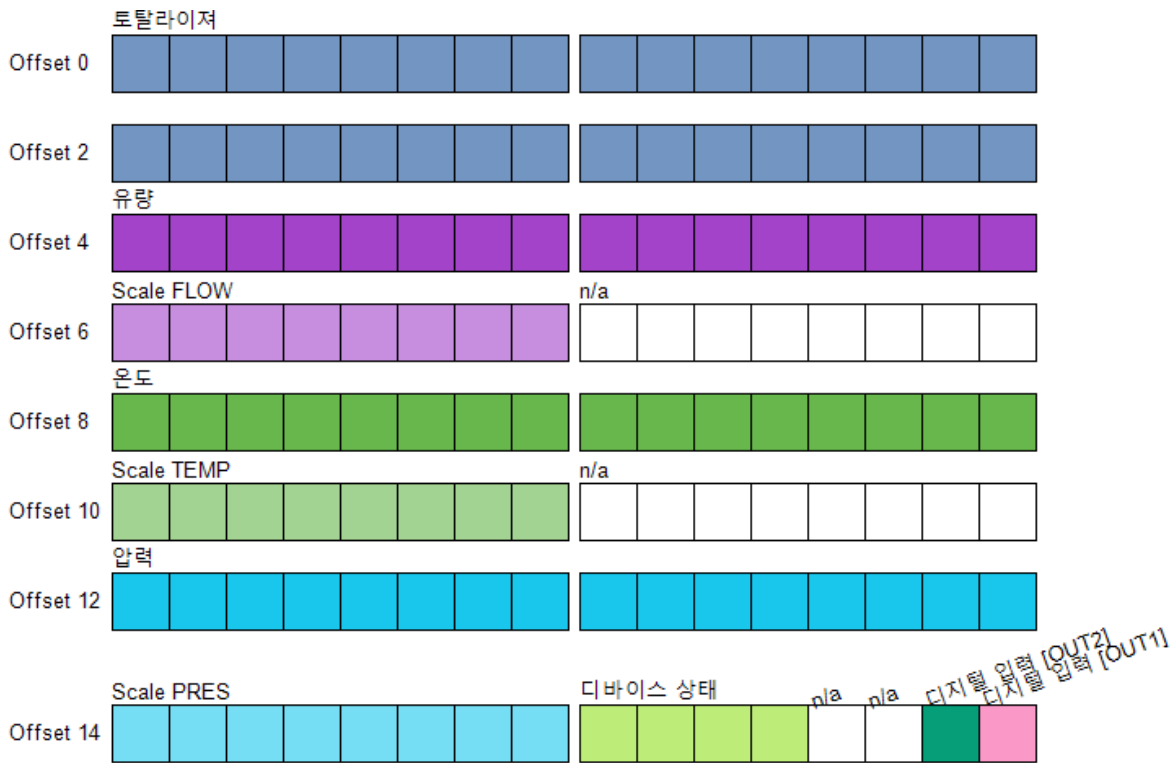 토탈라이져
Offset 0
Offset 2
유량
Offset 4
Scale FLOW n/a
Offset 6
온도
Offset 8
Scale TEMP n/a
Offset 10
압력
Offset 12
Scale PRES 디바이스 상태 n/a n/a 디지털 입력 [OUT2] 디지털 입력 [OUT1]
Offset 14